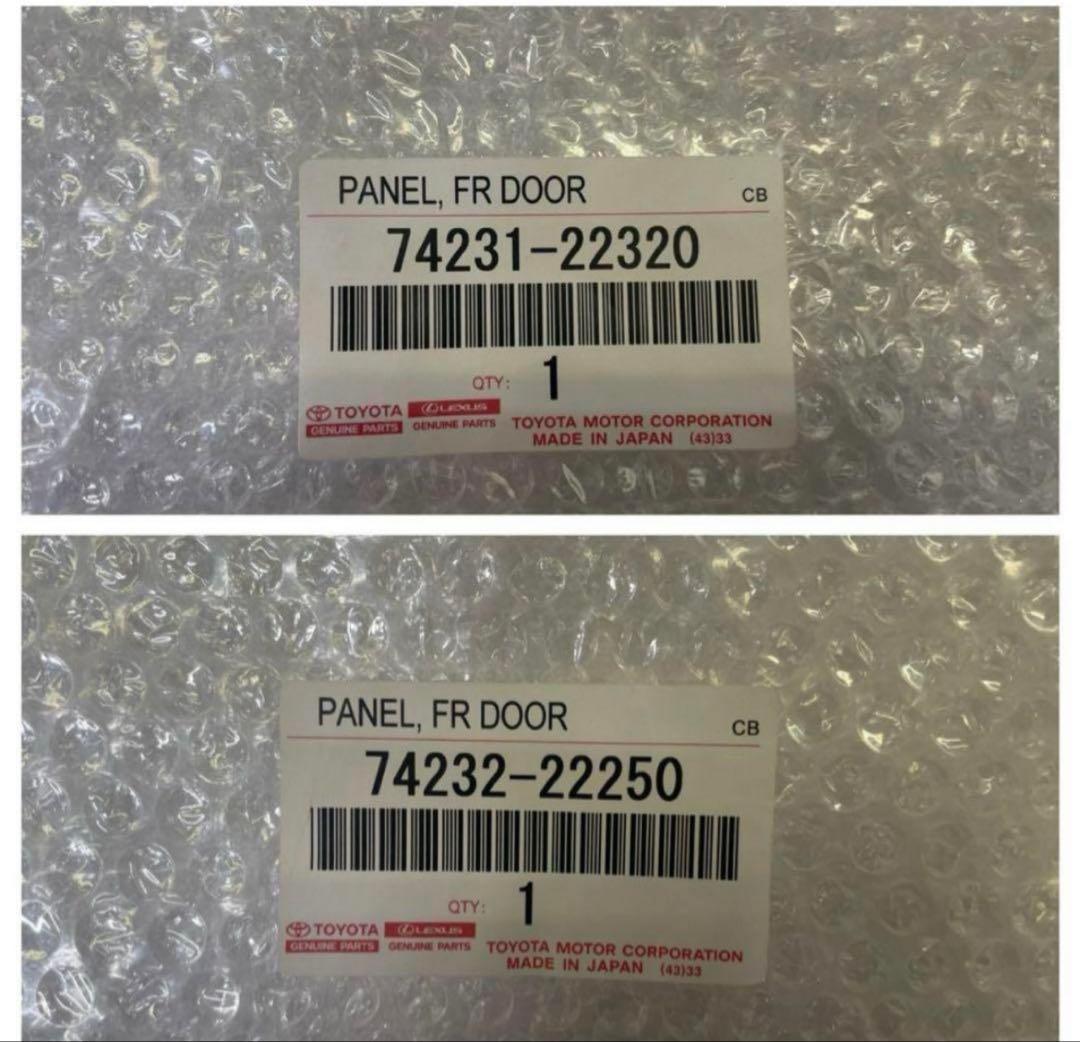 PANEL, FR DOOR CB
74231-22320
QTY: 1
TOYOTA LEXUS
GENUINE PARTS GENUINE PARTS TOYOTA MOTOR CORPORATION
MADE IN JAPAN (43)33
PANEL, FR DOOR CB
74232-22250
QTY: 1
TOYOTA LEXUS
GENUINE PARTS GENUINE PARTS TOYOTA MOTOR CORPORATION
MADE IN JAPAN (43)33